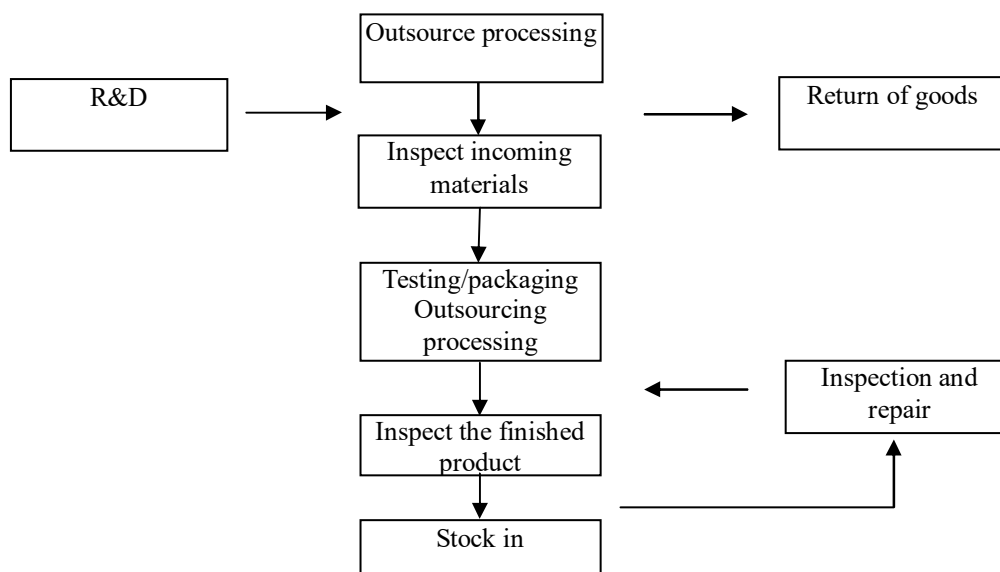 Outsource processing
R&D
Return of goods
Inspect incoming
materials
Testing/packaging
Outsourcing
processing
Inspection and
repair
Inspect the finished
product
Stock in